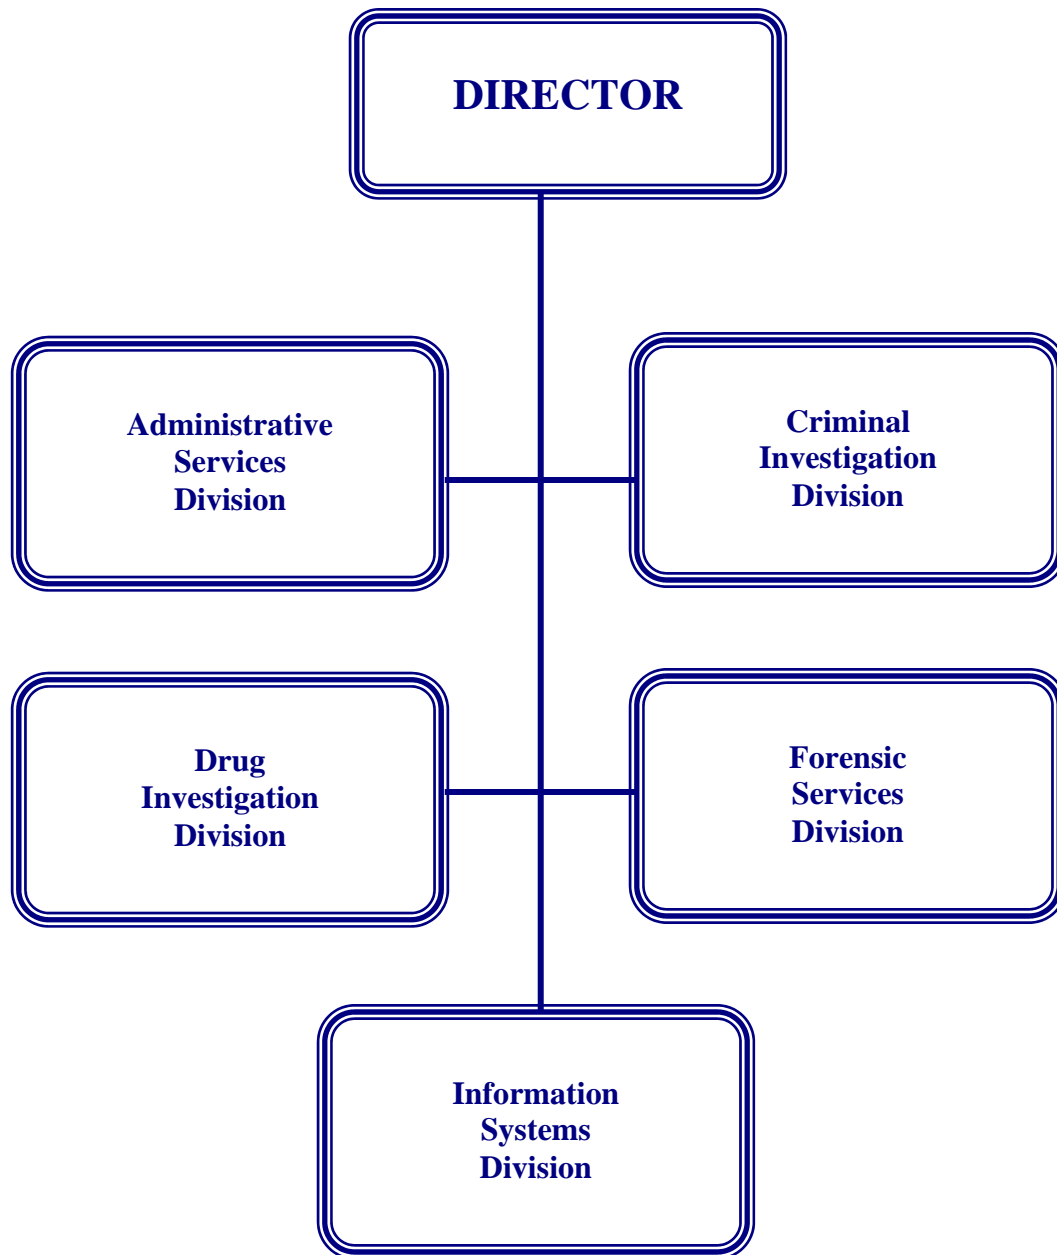 DIRECTOR
Administrative
Services
Division
Criminal
Investigation
Division
Drug
Investigation
Division
Forensic
Services
Division
Information
Systems
Division